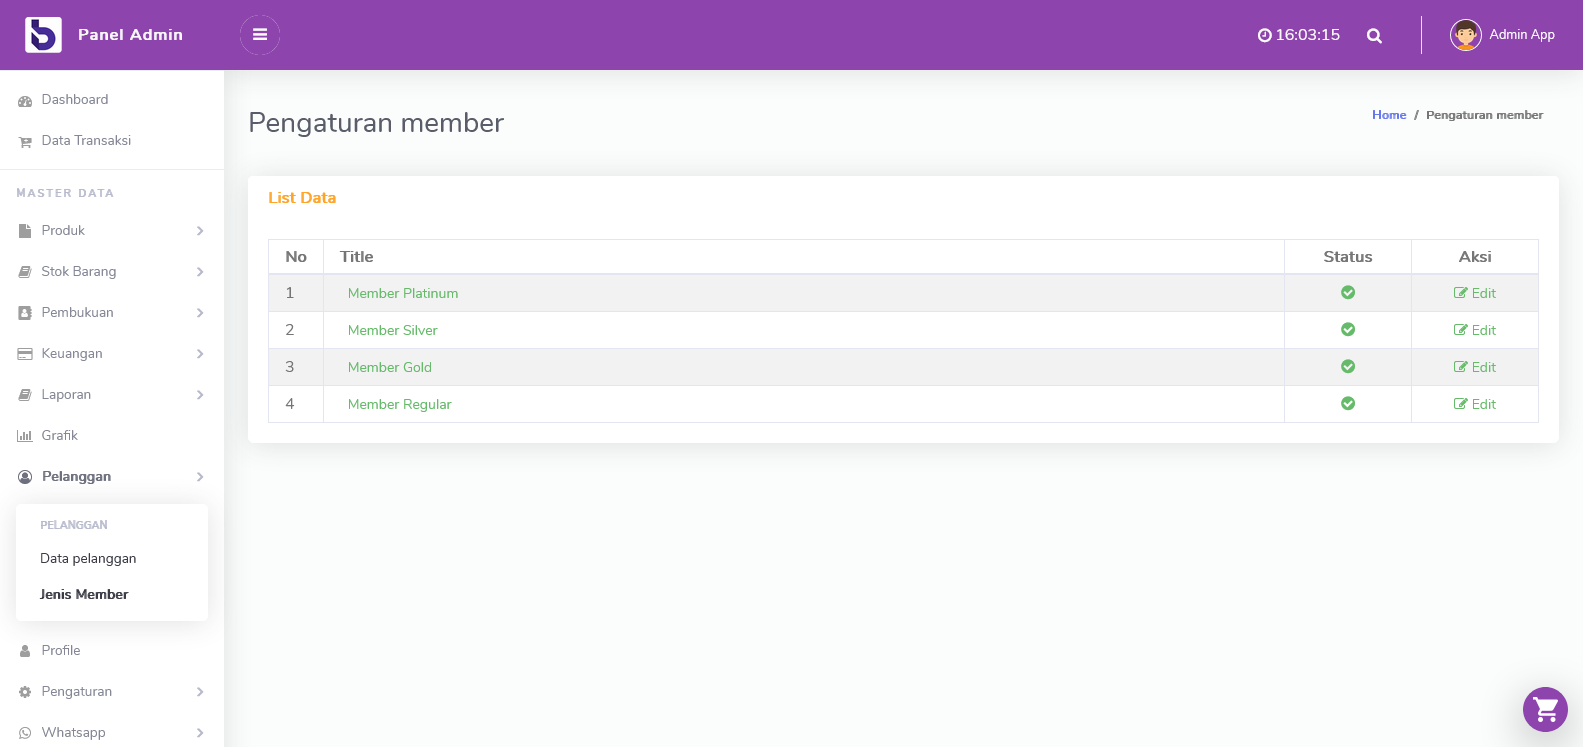 Panel Admin
16:03:15
Admin App
Dashboard
Data Transaksi
MASTER DATA
Produk
Stok Barang
Pembukuan
Keuangan
Laporan
Grafik
Pelanggan
PELANGGAN
Data pelanggan
Jenis Member
Profile
Pengaturan
Whatsapp
Pengaturan member
Home / Pengaturan member
List Data
No Title Status Aksi
1 Member Platinum Edit
2 Member Silver Edit
3 Member Gold Edit
4 Member Regular Edit